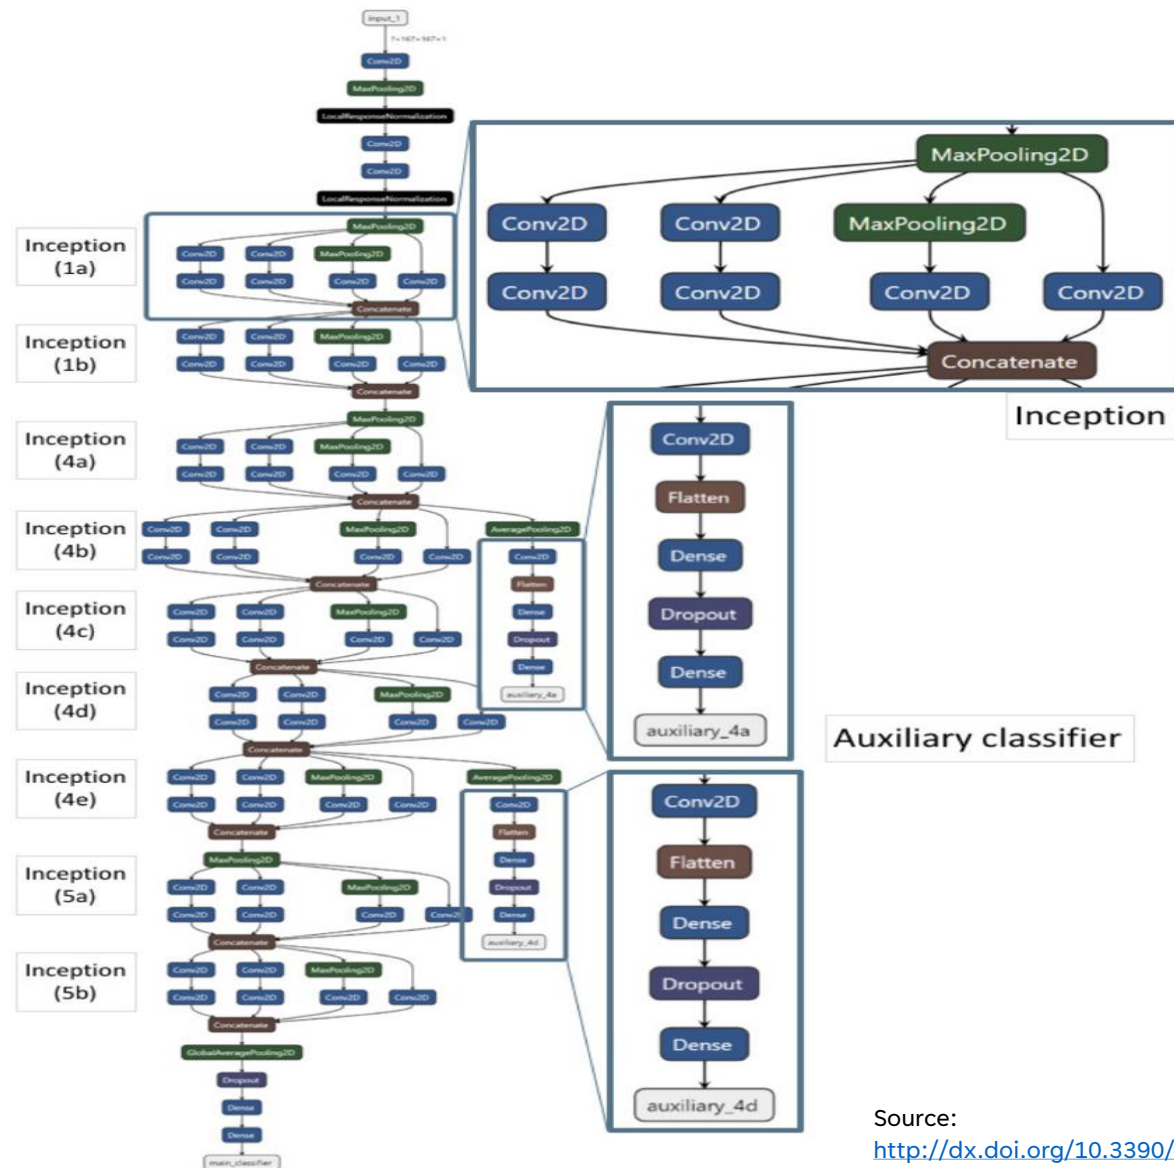 input_1
?×167×167×1
Conv2D
MaxPooling2D
LocalResponseNormalization
Conv2D
Conv2D
LocalResponseNormalization
Inception
(1a)
MaxPooling2D
Conv2D Conv2D MaxPooling2D
Conv2D Conv2D Conv2D Conv2D
Concatenate
Inception
(1b)
Conv2D Conv2D MaxPooling2D
Conv2D Conv2D Conv2D Conv2D
Concatenate
Inception
(4a)
MaxPooling2D
Conv2D Conv2D MaxPooling2D
Conv2D Conv2D Conv2D Conv2D
Concatenate
Inception
(4b)
Conv2D Conv2D MaxPooling2D AveragePooling2D
Conv2D Conv2D Conv2D Conv2D Conv2D
Concatenate Flatten
Inception
(4c)
Conv2D Conv2D MaxPooling2D Dense
Conv2D Conv2D Conv2D Conv2D Dropout
Concatenate Dense
Inception
(4d)
Conv2D Conv2D MaxPooling2D auxiliary_4a
Conv2D Conv2D Conv2D Conv2D
Concatenate
Inception
(4e)
Conv2D Conv2D MaxPooling2D AveragePooling2D
Conv2D Conv2D Conv2D Conv2D Conv2D
Concatenate Flatten
Inception
(5a)
MaxPooling2D Dense
Conv2D Conv2D MaxPooling2D Dropout
Conv2D Conv2D Conv2D Conv2D Dense
Concatenate auxiliary_4d
Inception
(5b)
Conv2D Conv2D MaxPooling2D
Conv2D Conv2D Conv2D Conv2D
Concatenate
GlobalAveragePooling2D
Dropout
Dense
Dense
main_classifier
MaxPooling2D
Conv2D Conv2D MaxPooling2D
Conv2D Conv2D Conv2D Conv2D
Concatenate
Inception
Conv2D
Flatten
Dense
Dropout
Dense
auxiliary_4a
Auxiliary classifier
Conv2D
Flatten
Dense
Dropout
Dense
auxiliary_4d
Source:
http://dx.doi.org/10.3390/